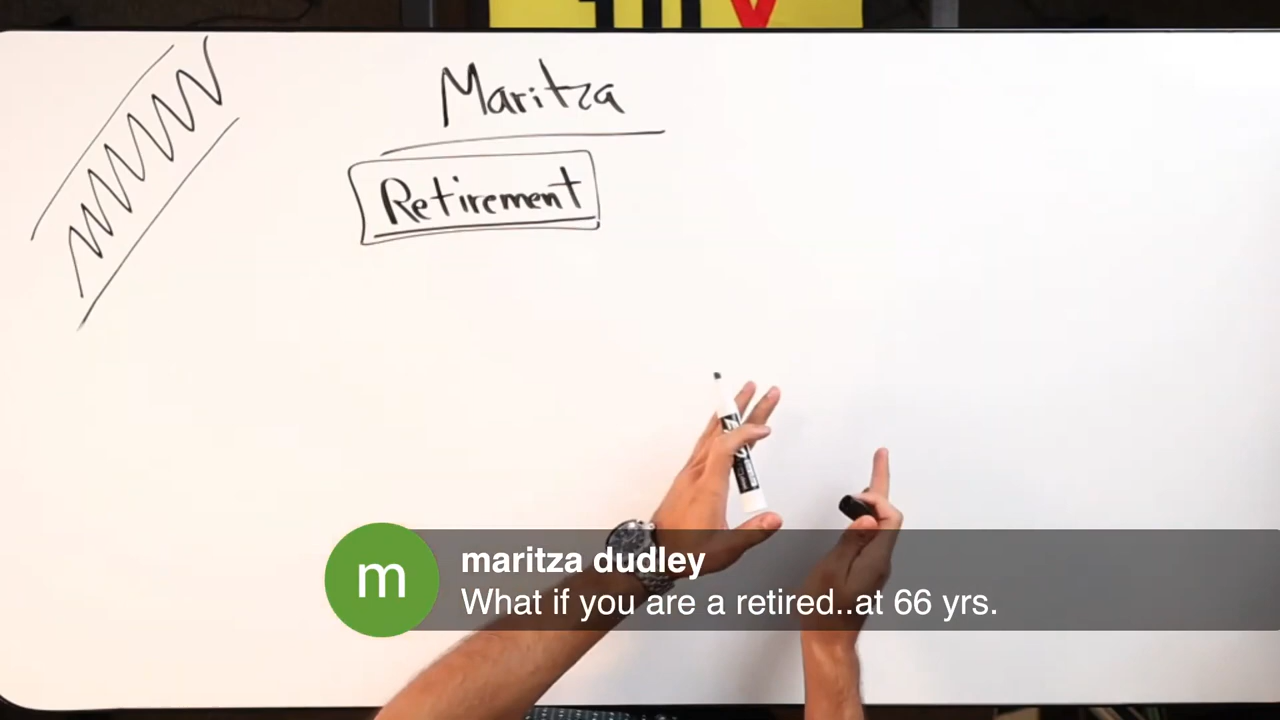 Maritza
Retirement
m
maritza dudley
What if you are a retired..at 66 yrs.